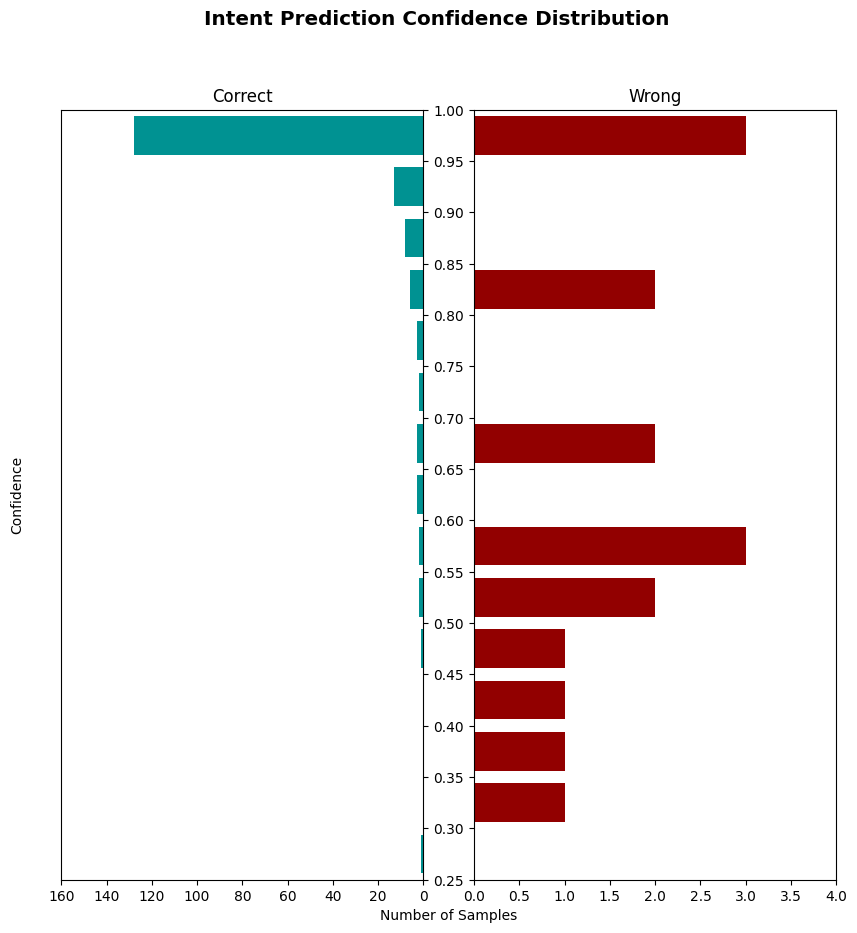 Intent Prediction Confidence Distribution
Correct
Wrong
1.00
0.95
0.90
0.85
0.80
0.75
0.70
0.65
0.60
0.55
0.50
0.45
0.40
0.35
0.30
0.25
Confidence
160 140 120 100 80 60 40 20 0
0.0 0.5 1.0 1.5 2.0 2.5 3.0 3.5 4.0
Number of Samples